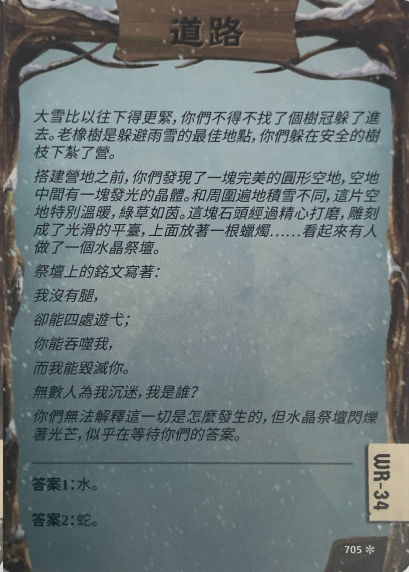 道路
大雪比以往下得更緊，你們不得不找了個樹冠躲了進
去。老橡樹是躲避雨雪的最佳地點，你們躲在安全的樹
枝下紮了營。
搭建營地之前，你們發現了一塊完美的圓形空地，空地
中間有一塊發光的晶體。和周圍遍地積雪不同，這片空
地特別溫暖，綠草如茵。這塊石頭經過精心打磨，雕刻
成了光滑的平臺，上面放著一根蠟燭……看起來有人
做了一個水晶祭壇。
祭壇上的銘文寫著：
我沒有腿，
卻能四處遊弋；
你能吞噬我，
而我能毀滅你。
無數人為我沉迷，我是誰？
你們無法解釋這一切是怎麼發生的，但水晶祭壇閃爍
著光芒，似乎在等待你們的答案。
答案1：水。
答案2：蛇。
WR-34
705